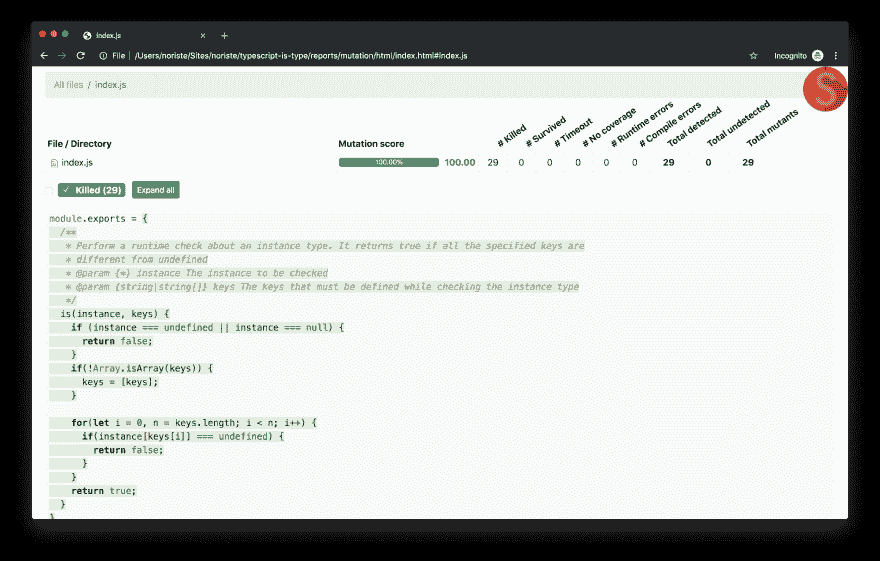 index.js
File | /Users/noriste/Sites/noriste/typescript-is-type/reports/mutation/html/index.html#index.js
Incognito
All files / index.js
S
File / Directory
Mutation score
# Killed
# Survived
# Timeout
# No coverage
# Runtime errors
# Compile errors
Total detected
Total undetected
Total mutants
index.js
100.00% 100.00 29 0 0 0 0 0 29 0 29
✓ Killed (29) Expand all
module.exports = {
/**
* Perform a runtime check about an instance type. It returns true if all the specified keys are
* different from undefined
* @param {*} instance The instance to be checked
* @param {string|string[]} keys The keys that must be defined while checking the instance type
*/
is(instance, keys) {
if (instance === undefined || instance === null) {
return false;
}
if(!Array.isArray(keys)) {
keys = [keys];
}
for(let i = 0, n = keys.length; i < n; i++) {
if(instance[keys[i]] === undefined) {
return false;
}
}
return true;
}
}